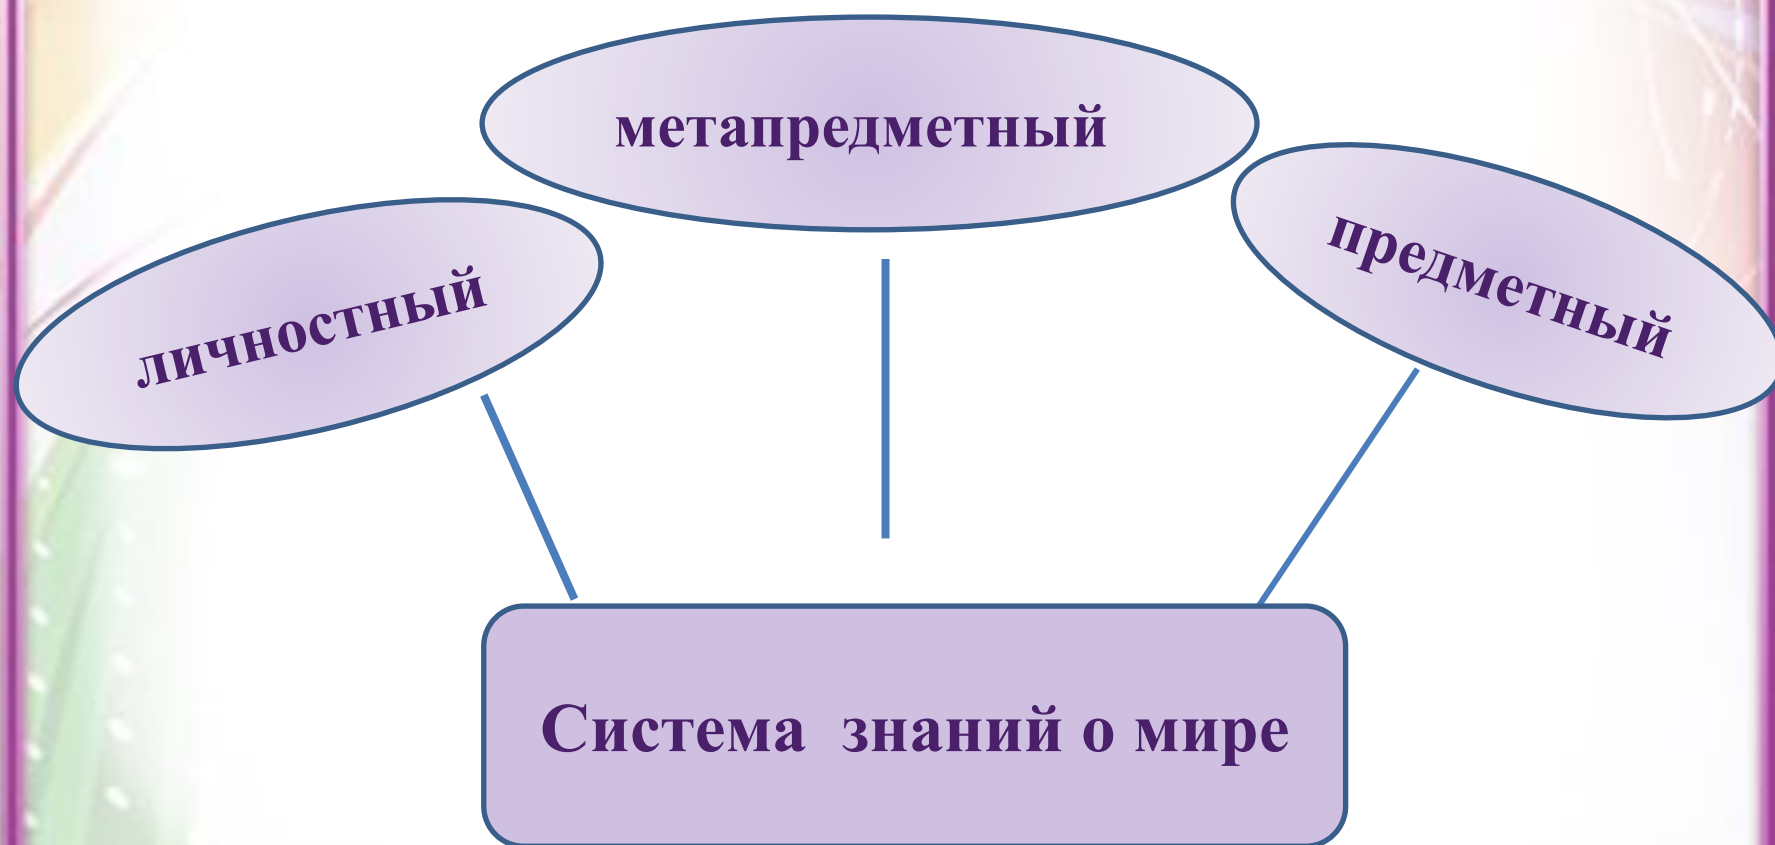 метапредметный
личностный
предметный
Система знаний о мире